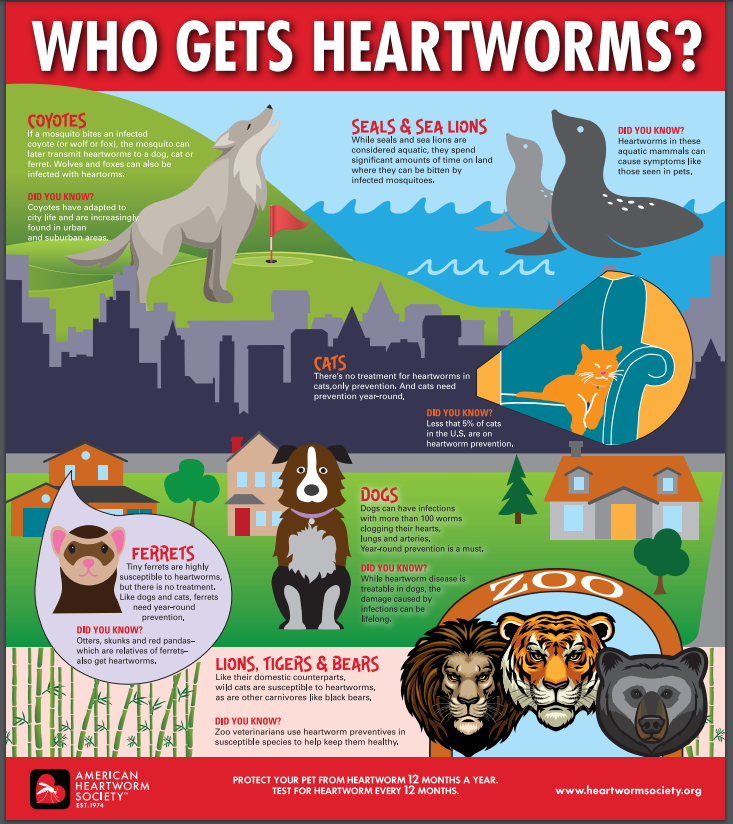 WHO GETS HEARTWORMS?
COYOTES
If a mosquito bites an infected
coyote (or wolf or fox), the mosquito can
later transmit heartworms to a dog, cat or
ferret. Wolves and foxes can also be
infected with heartorms.
DID YOU KNOW?
Coyotes have adapted to
city life and are increasingly
found in urban
and suburban areas.
SEALS & SEA LIONS
While seals and sea lions are
considered aquatic, they spend
significant amounts of time on land
where they can be bitten by
infected mosquitoes.
DID YOU KNOW?
Heartworms in these
aquatic mammals can
cause symptoms like
those seen in pets.
CATS
There's no treatment for heartworms in
cats,only prevention. And cats need
prevention year-round.
DID YOU KNOW?
Less that 5% of cats
in the U.S. are on
heartworm prevention.
DOGS
Dogs can have infections
with more than 100 worms
clogging their hearts,
lungs and arteries.
Year-round prevention is a must.
DID YOU KNOW?
While heartworm disease is
treatable in dogs, the
damage caused by
infections can be
lifelong.
FERRETS
Tiny ferrets are highly
susceptible to heartworms,
but there is no treatment.
Like dogs and cats, ferrets
need year-round
prevention.
DID YOU KNOW?
Otters, skunks and red pandas–
which are relatives of ferrets–
also get heartworms.
ZOO
LIONS, TIGERS & BEARS
Like their domestic counterparts,
wild cats are susceptible to heartworms,
as are other carnivores like black bears.
DID YOU KNOW?
Zoo veterinarians use heartworm preventives in
susceptible species to help keep them healthy.
AMERICAN
HEARTWORM
SOCIETY™
EST.1974
PROTECT YOUR PET FROM HEARTWORM 12 MONTHS A YEAR.
TEST FOR HEARTWORM EVERY 12 MONTHS.
www.heartwormsociety.org